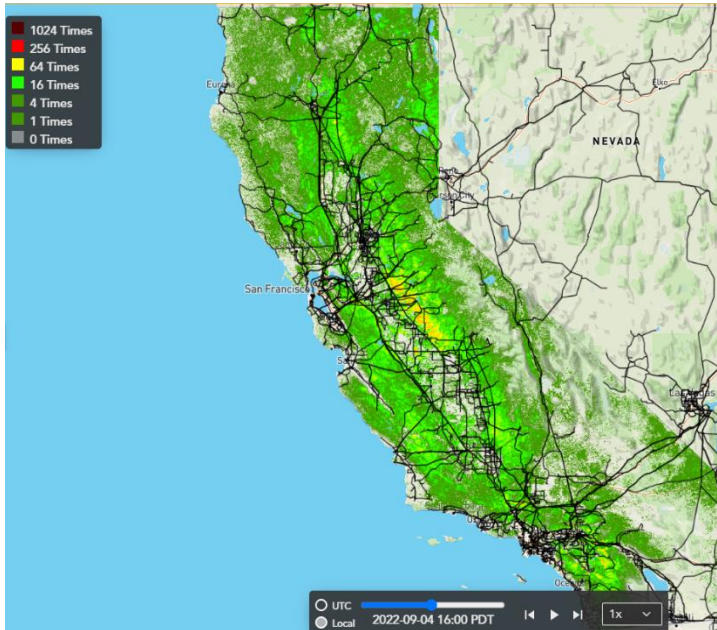 1024 Times
256 Times
64 Times
16 Times
4 Times
1 Times
0 Times
Elko
NEVADA
San Francisco
UTC
Local
2022-09-04 16:00 PDT
1x